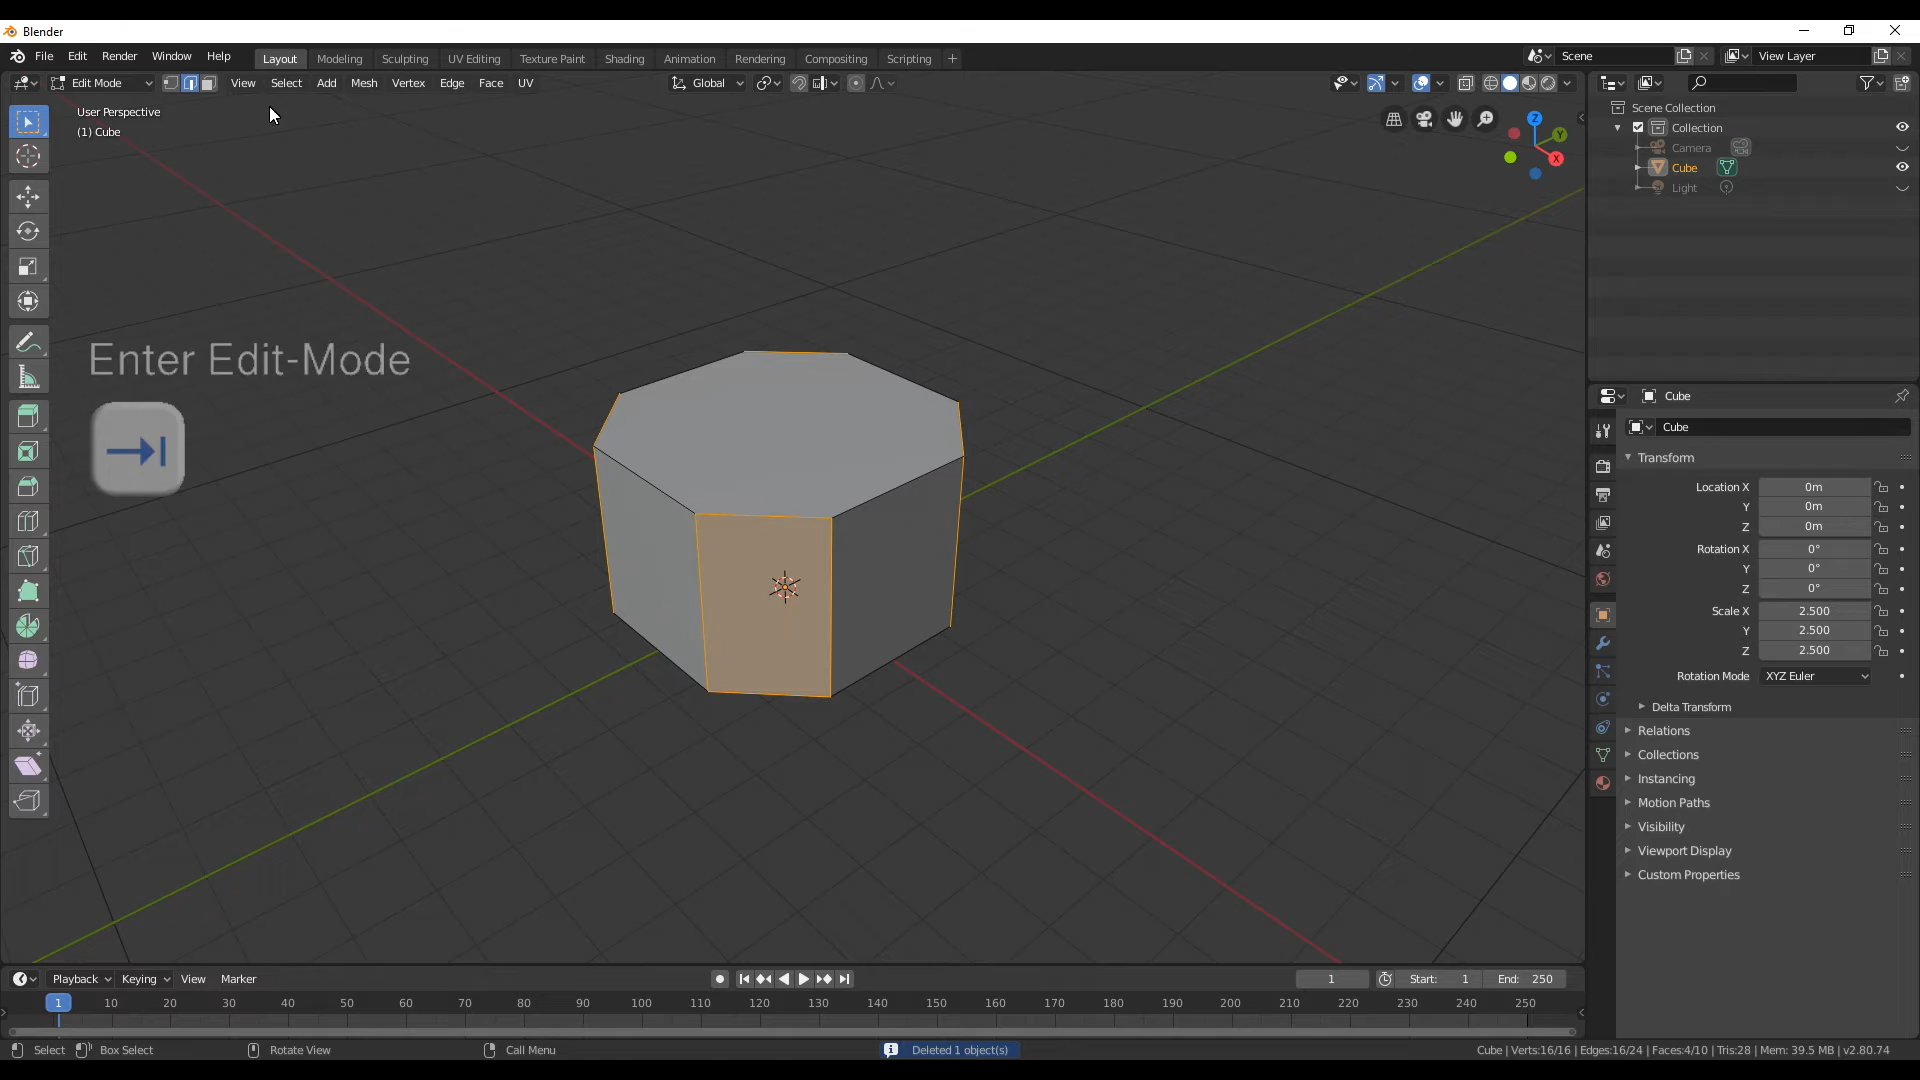 Blender
File Edit Render Window Help Layout Modeling Sculpting UV Editing Texture Paint Shading Animation Rendering Compositing Scripting + Scene View Layer
Edit Mode View Select Add Mesh Vertex Edge Face UV Global
User Perspective
(1) Cube
Z
Y
X
Scene Collection
Collection
Camera
Cube
Light
Enter Edit-Mode
Cube
Cube
Transform
Location X 0m
Y 0m
Z 0m
Rotation X 0°
Y 0°
Z 0°
Scale X 2.500
Y 2.500
Z 2.500
Rotation Mode XYZ Euler
Delta Transform
Relations
Collections
Instancing
Motion Paths
Visibility
Viewport Display
Custom Properties
Playback Keying View Marker 1 Start: 1 End: 250
1 10 20 30 40 50 60 70 80 90 100 110 120 130 140 150 160 170 180 190 200 210 220 230 240 250
Select Box Select Rotate View Call Menu Deleted 1 object(s) Cube | Verts:16/16 | Edges:16/24 | Faces:4/10 | Tris:28 | Mem: 39.5 MB | v2.80.74